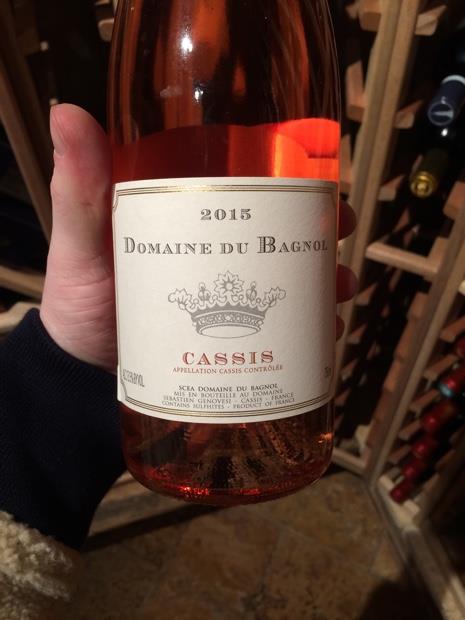 2015
DOMAINE DU BAGNOL
CASSIS
APPELLATION CASSIS CONTRÔLÉE
SCEA DOMAINE DU BAGNOL
MIS EN BOUTEILLE AU DOMAINE
SEBASTIEN GENOVESI - CASSIS - FRANCE
CONTAINS SULPHITES - PRODUCT OF FRANCE